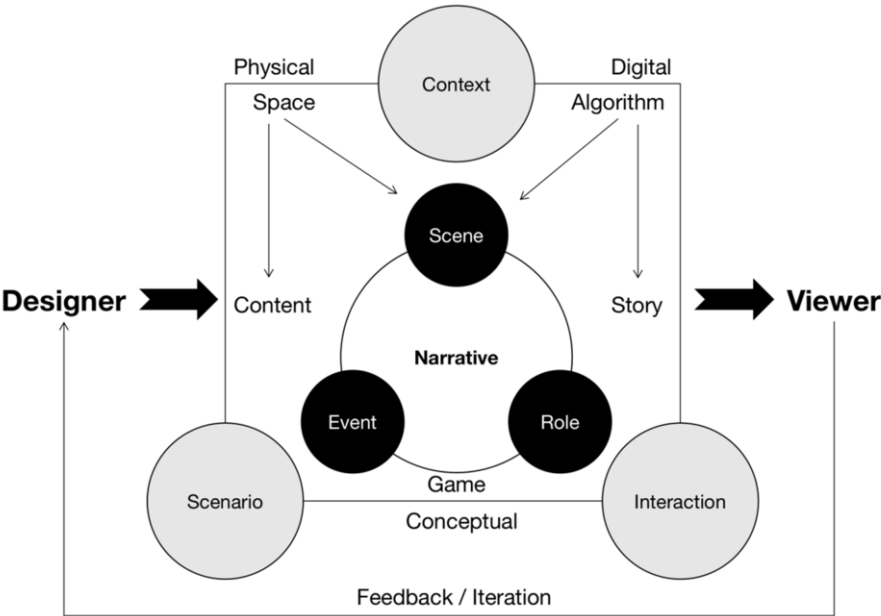 Physical
Digital
Context
Space
Algorithm
Scene
Designer
Content
Story
Viewer
Narrative
Event
Role
Game
Scenario
Interaction
Conceptual
Feedback / Iteration